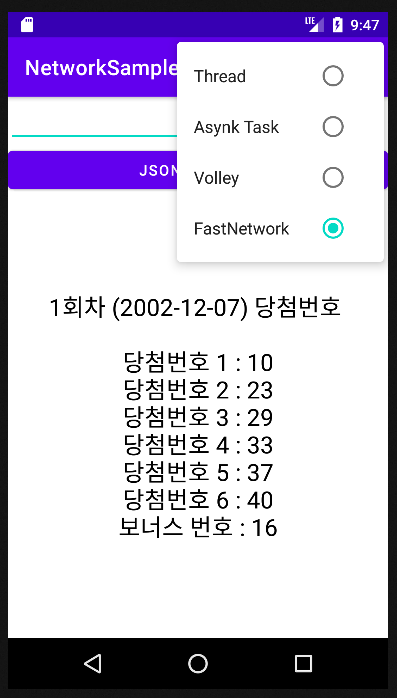 LTE 9:47
NetworkSample
Thread
Asynk Task
Volley
FastNetwork
JSON
1회차 (2002-12-07) 당첨번호
당첨번호 1 : 10
당첨번호 2 : 23
당첨번호 3 : 29
당첨번호 4 : 33
당첨번호 5 : 37
당첨번호 6 : 40
보너스 번호 : 16